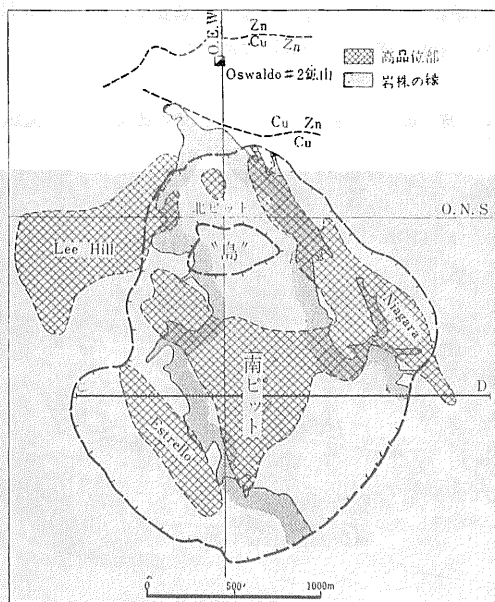 O.E.W
Zn
Cu
Zn
Oswaldo #2鉱山
高品位部
岩株の縁
Cu Zn
Cu
北ピット
O.N.S
Lee Hill
"島"
Niagara
南ピット
D
Estrello
0 500 1000m